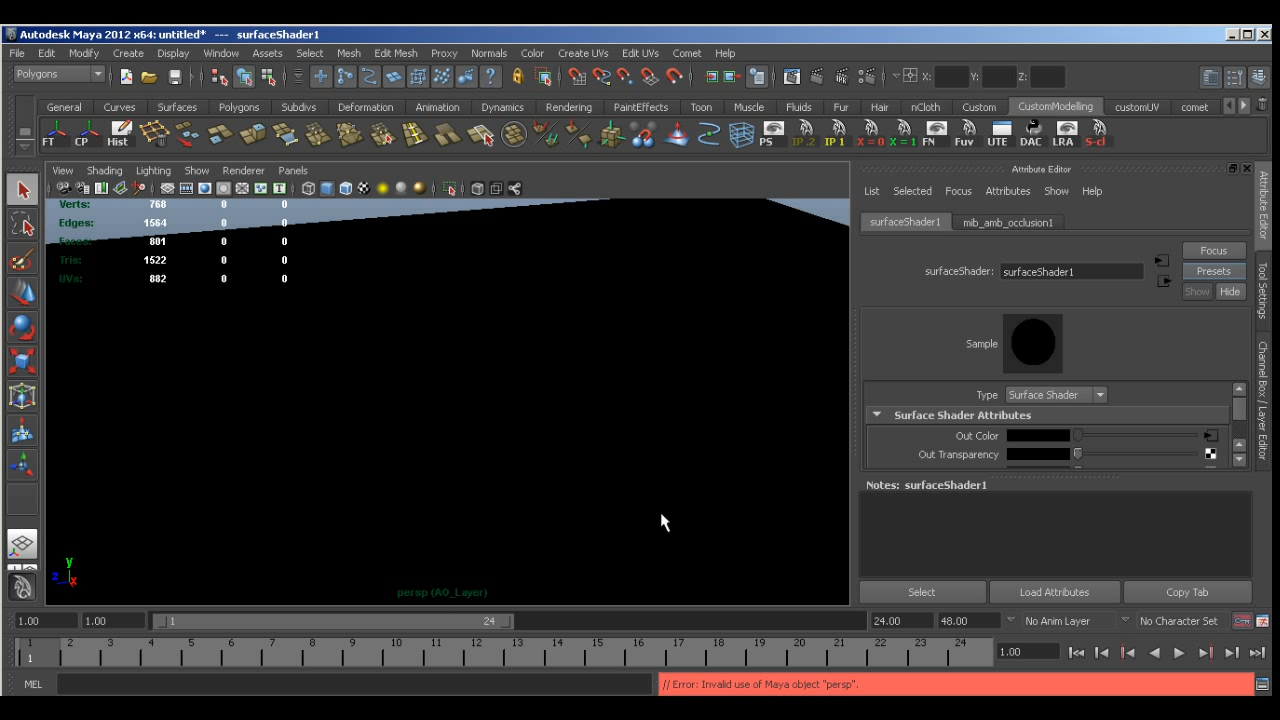 Autodesk Maya 2012 x64: untitled* --- surfaceShader1
File Edit Modify Create Display Window Assets Select Mesh Edit Mesh Proxy Normals Color Create UVs Edit UVs Comet Help
Polygons X: Y: Z:
General Curves Surfaces Polygons Subdivs Deformation Animation Dynamics Rendering PaintEffects Toon Muscle Fluids Fur Hair nCloth Custom CustomModelling customUV comet
FT CP Hist PS IP .2 IP 1 X = 0 X = 1 FN Fuv UTE DAC LRA S-cl
View Shading Lighting Show Renderer Panels
Verts: 768 0 0
Edges: 1564 0 0
Faces: 801 0 0
Tris: 1522 0 0
UVs: 882 0 0
y
z x
persp (AO_Layer)
Attribute Editor
List Selected Focus Attributes Show Help
surfaceShader1 mib_amb_occlusion1
Focus
surfaceShader: surfaceShader1 Presets
Show Hide
Sample
Type Surface Shader
Surface Shader Attributes
Out Color
Out Transparency
Notes: surfaceShader1
Select Load Attributes Copy Tab
Attribute Editor
Tool Settings
Channel Box / Layer Editor
1.00 1.00 1 24 24.00 48.00 No Anim Layer No Character Set
1 2 3 4 5 6 7 8 9 10 11 12 13 14 15 16 17 18 19 20 21 22 23 24
1 1.00
MEL // Error: Invalid use of Maya object "persp".